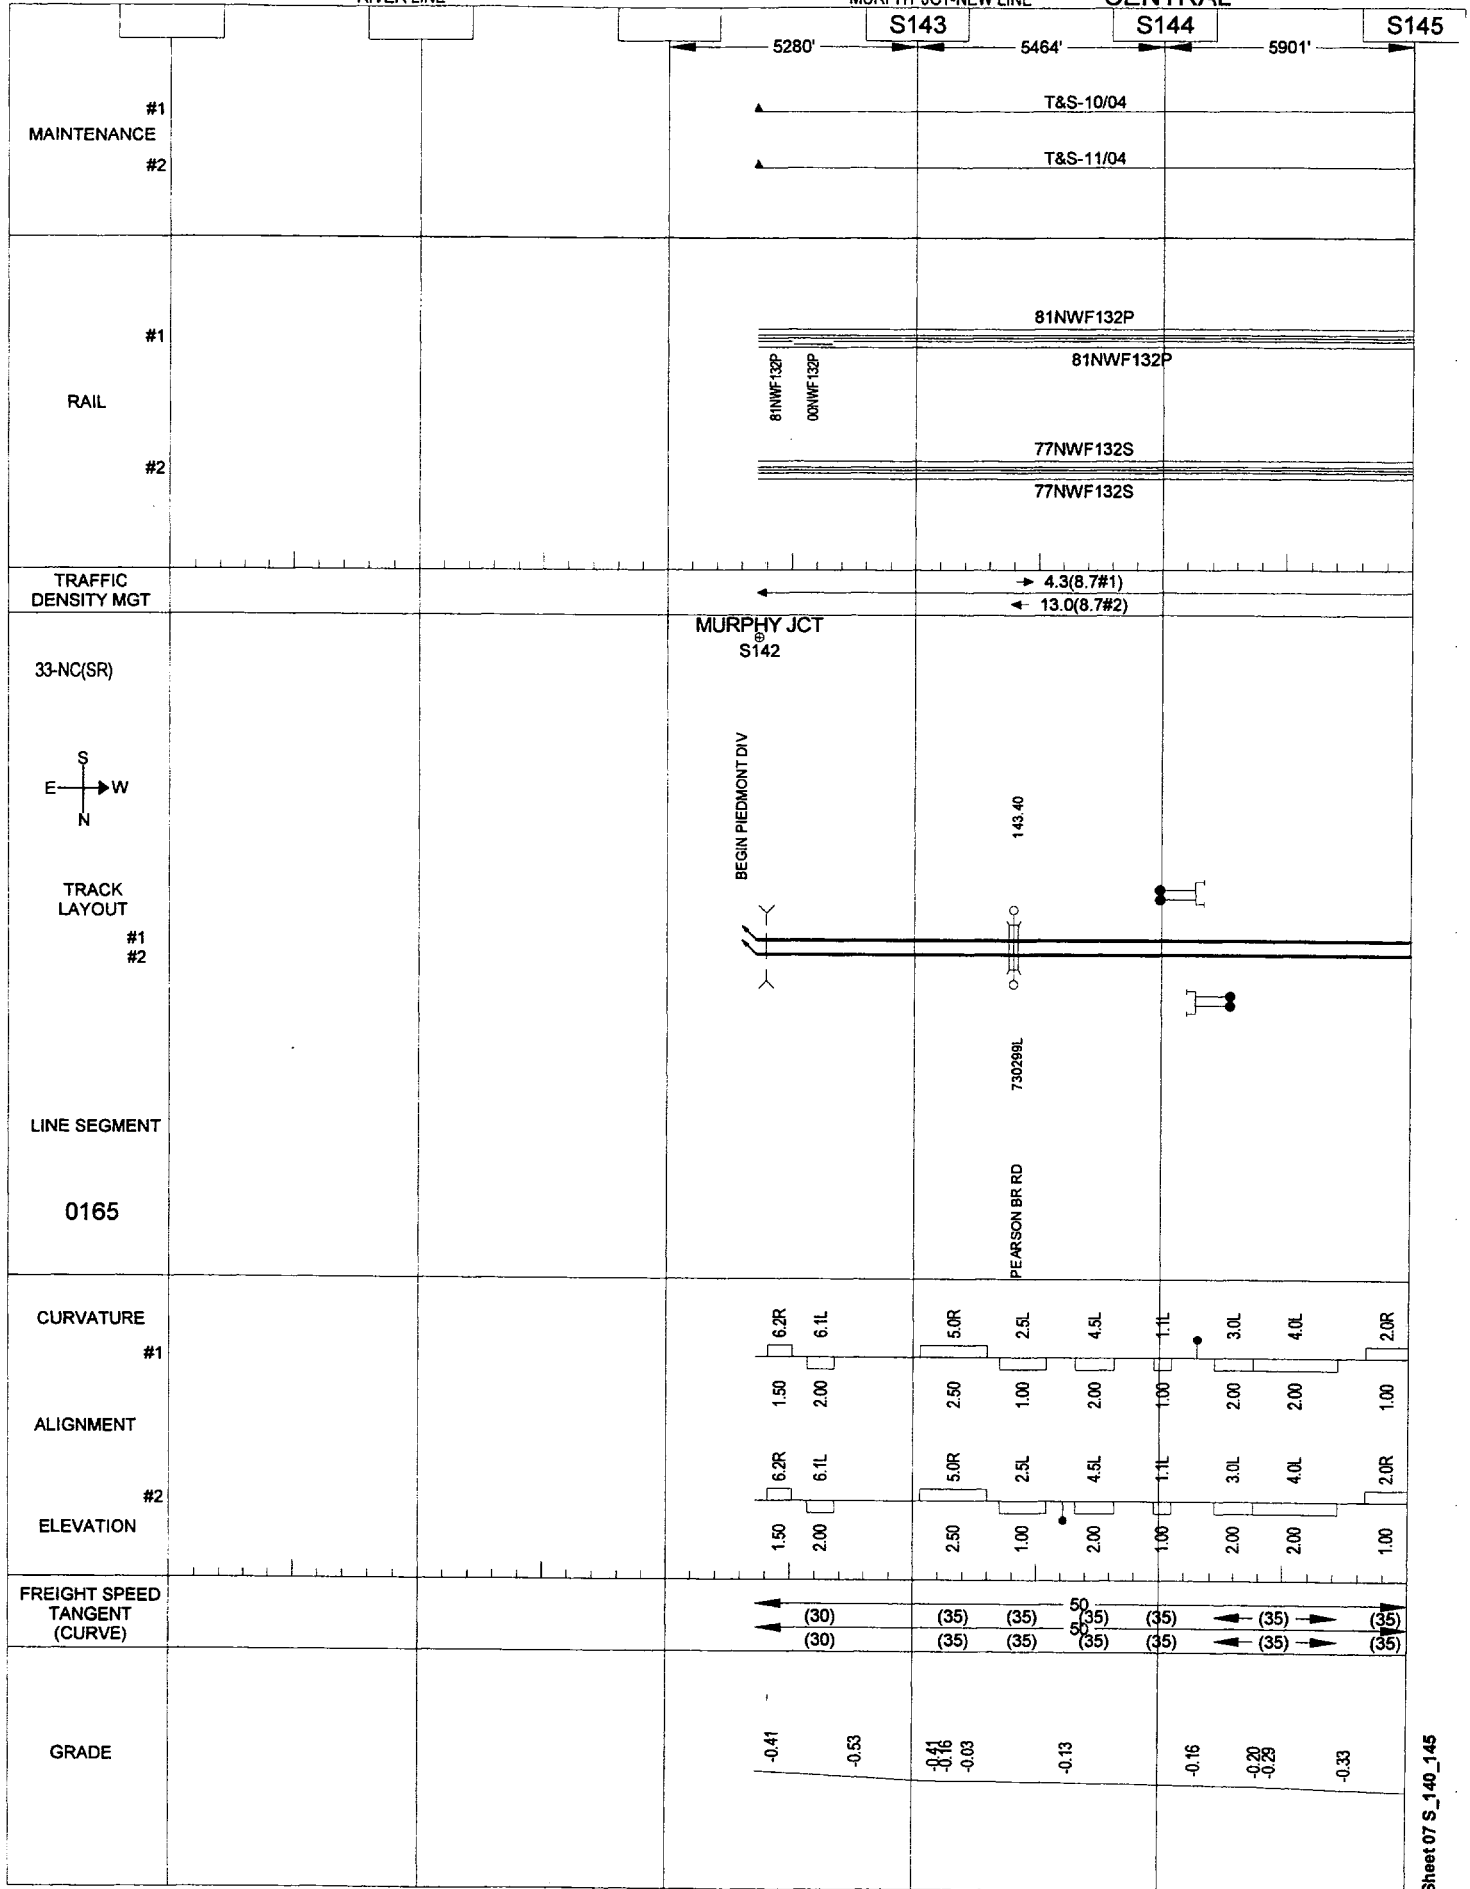 CENTRAL
S143 S144 S145
5280' 5464' 5901'
#1 T&S-10/04
MAINTENANCE
#2 T&S-11/04
81NWF132P
#1
81NWF132P
81NWF132P 00NWF132P
RAIL
77NWF132S
#2
77NWF132S
TRAFFIC
DENSITY MGT
4.3(8.7#1)
13.0(8.7#2)
MURPHY JCT
S142
33-NC(SR)
BEGIN PIEDMONT DIV
S
E W
N
143.40
TRACK
LAYOUT
#1
#2
730299L
LINE SEGMENT
PEARSON BR RD
0165
CURVATURE
6.2R 6.1L 5.0R 2.5L 4.5L 1.1L 3.0L 4.0L 2.0R
#1
1.50 2.00 2.50 1.00 2.00 1.00 2.00 2.00 1.00
ALIGNMENT
6.2R 6.1L 5.0R 2.5L 4.5L 1.1L 3.0L 4.0L 2.0R
#2
ELEVATION
1.50 2.00 2.50 1.00 2.00 1.00 2.00 2.00 1.00
FREIGHT SPEED
TANGENT
(CURVE)
50
(30) (35) (35) (35) (35) (35) (35)
50
(30) (35) (35) (35) (35) (35) (35)
GRADE
-0.41 -0.53 -0.41 -0.16 -0.03 -0.13 -0.16 -0.20 -0.29 -0.33
Sheet 07 S_140_145